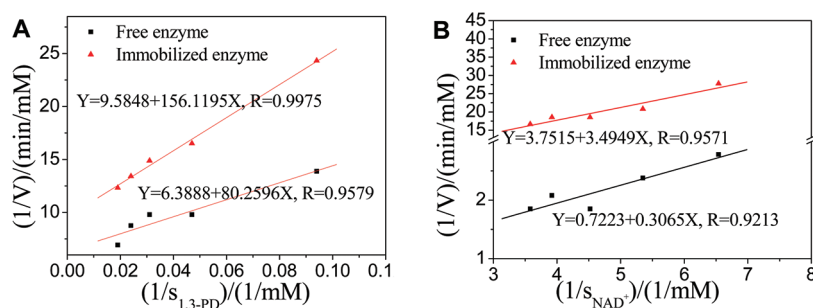 A
Free enzyme
Immobilized enzyme
Y=9.5848+156.1195X, R=0.9975
Y=6.3888+80.2596X, R=0.9579
(1/V)/(min/mM)
25
20
15
10
5
0.00 0.02 0.04 0.06 0.08 0.10 0.1
(1/s1,3-PD)/(1/mM)
B
Free enzyme
Immobilized enzyme
Y=3.7515+3.4949X, R=0.9571
Y=0.7223+0.3065X, R=0.9213
(1/V)/(min/mM)
45
40
35
30
25
20
15
2
1
3 4 5 6 7 8
(1/sNAD+)/(1/mM)